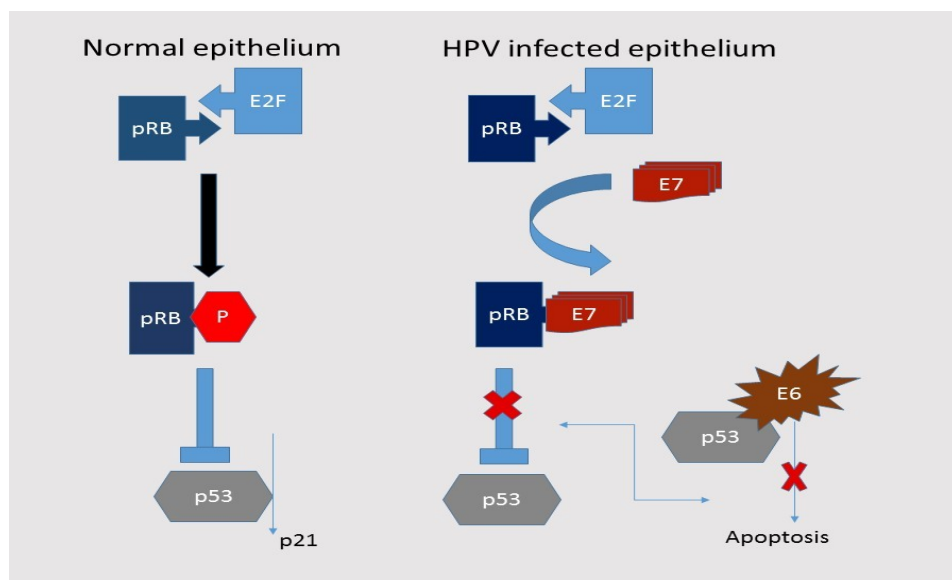 Normal epithelium
E2F
pRB
pRB
P
p53
p21
HPV infected epithelium
E2F
pRB
E7
pRB
E7
p53
E6
p53
Apoptosis